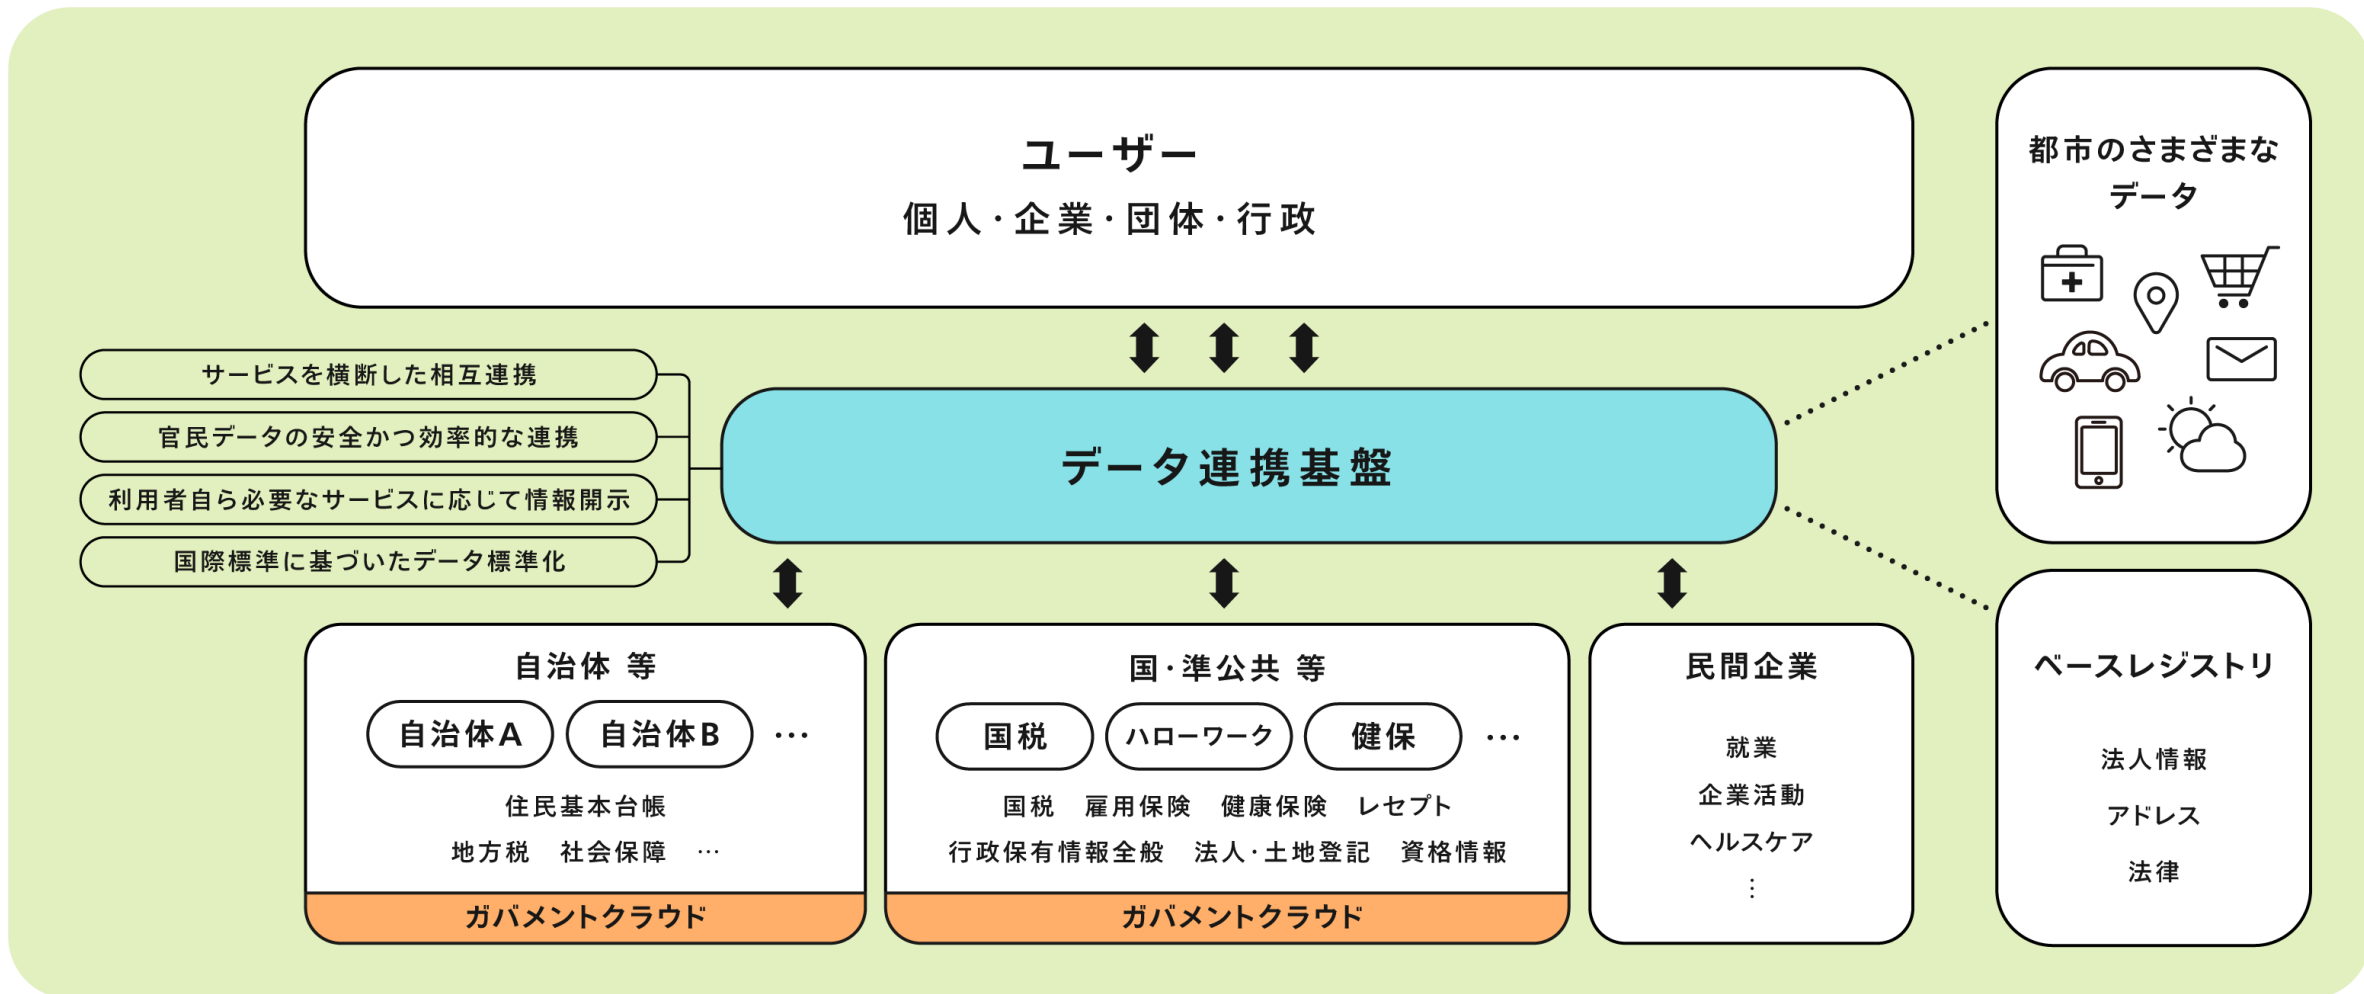 ユーザー
個人・企業・団体・行政
サービスを横断した相互連携
官民データの安全かつ効率的な連携
利用者自ら必要なサービスに応じて情報開示
国際標準に基づいたデータ標準化
データ連携基盤
都市のさまざまな
データ
自治体 等
自治体A 自治体B …
住民基本台帳
地方税 社会保障 …
ガバメントクラウド
国・準公共 等
国税 ハローワーク 健保 …
国税 雇用保険 健康保険 レセプト
行政保有情報全般 法人・土地登記 資格情報
ガバメントクラウド
民間企業
就業
企業活動
ヘルスケア
⋮
ベースレジストリ
法人情報
アドレス
法律